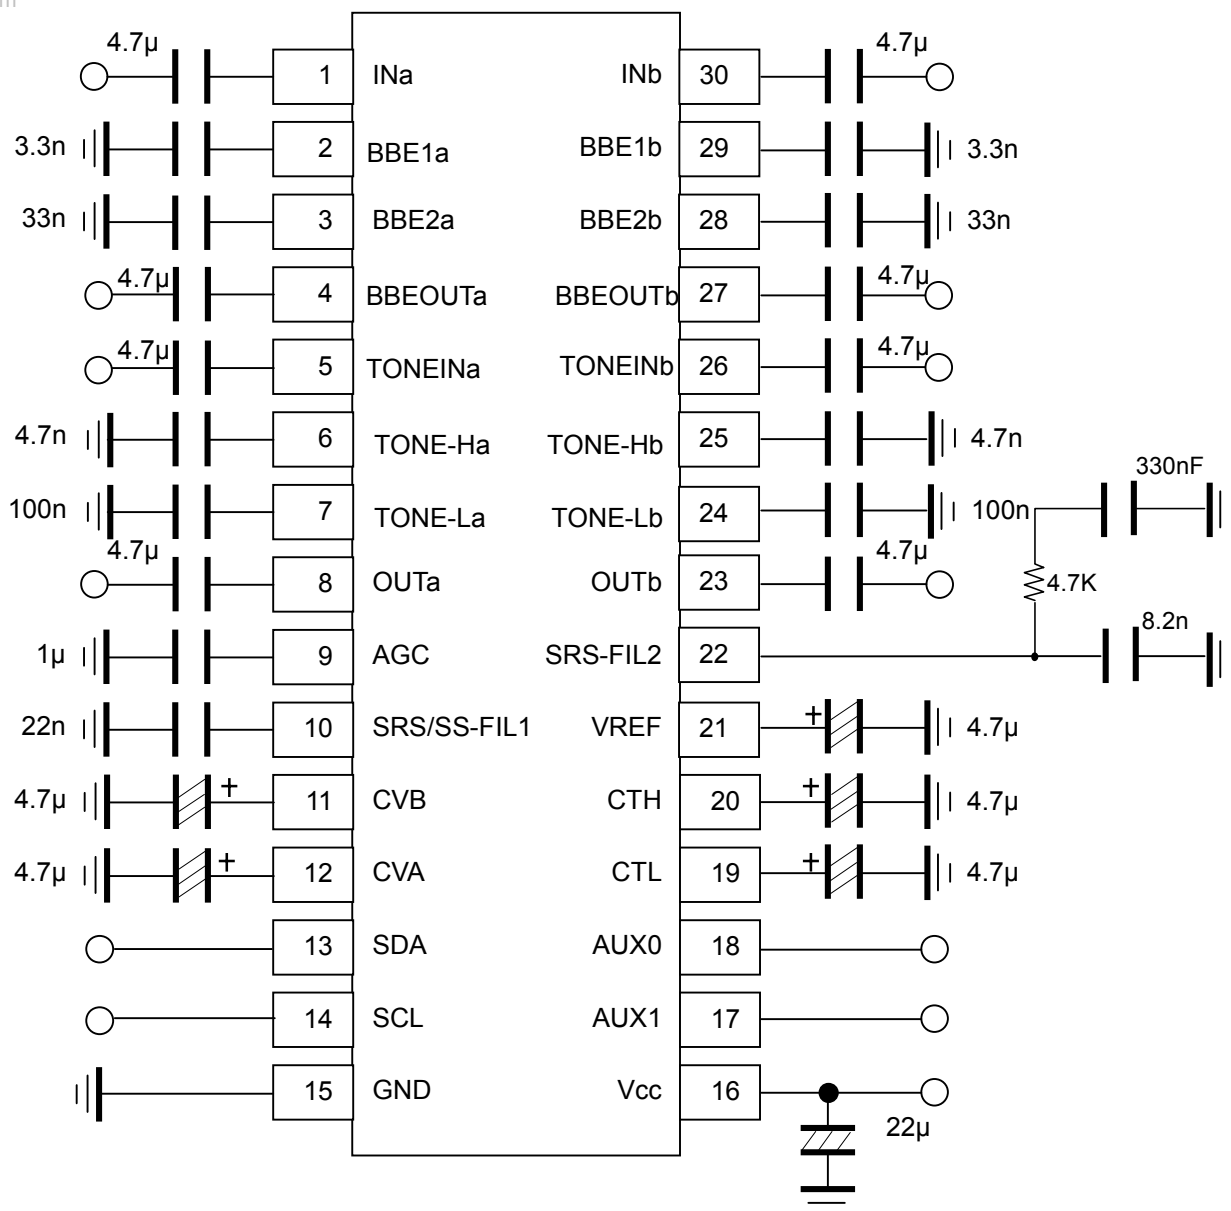 4.7µ 1 INa INb 30 4.7µ
3.3n 2 BBE1a BBE1b 29 3.3n
33n 3 BBE2a BBE2b 28 33n
4.7µ 4 BBEOUTa BBEOUTb 27 4.7µ
4.7µ 5 TONEINa TONEINb 26 4.7µ
4.7n 6 TONE-Ha TONE-Hb 25 4.7n
330nF
100n 7 TONE-La TONE-Lb 24 100n
4.7µ 8 OUTa OUTb 23 4.7µ
4.7K
8.2n
1µ 9 AGC SRS-FIL2 22
22n 10 SRS/SS-FIL1 VREF 21 + 4.7µ
4.7µ + 11 CVB CTH 20 + 4.7µ
4.7µ + 12 CVA CTL 19 + 4.7µ
13 SDA AUX0 18
14 SCL AUX1 17
15 GND Vcc 16
22µ